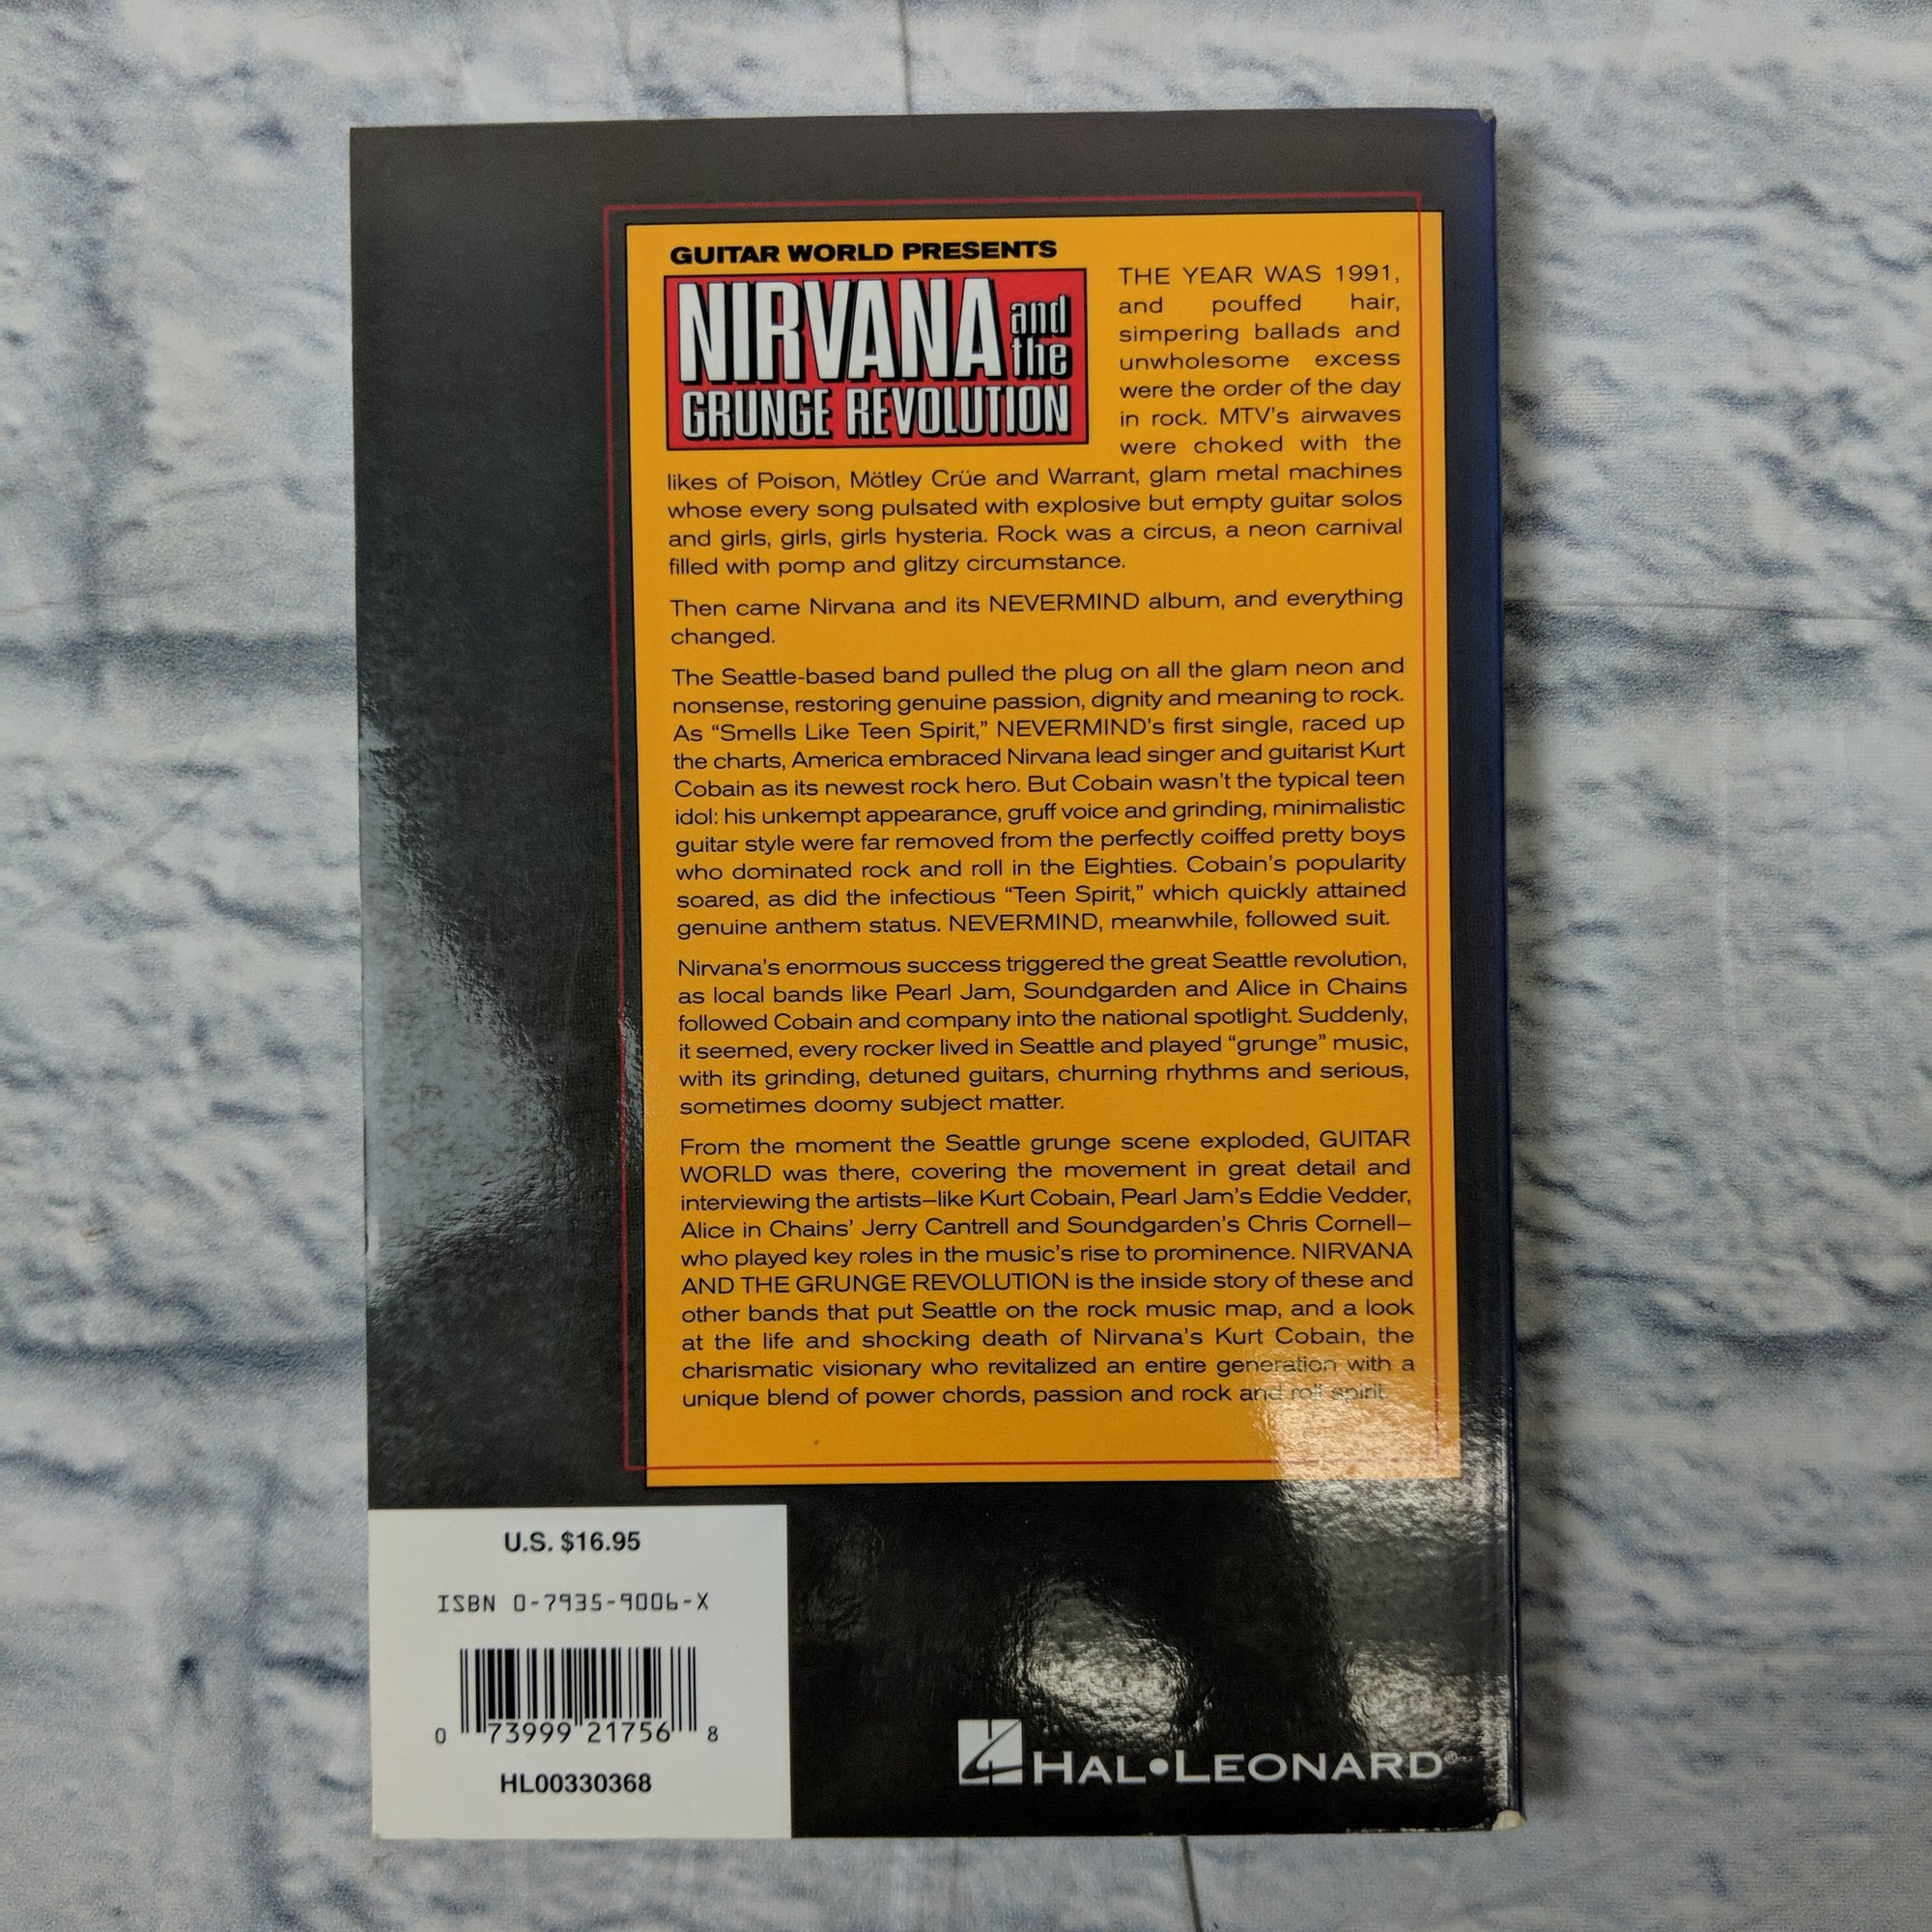 GUITAR WORLD PRESENTS
NIRVANA and the
GRUNGE REVOLUTION
THE YEAR WAS 1991,
and pouffed hair,
simpering ballads and
unwholesome excess
were the order of the day
in rock. MTV's airwaves
were choked with the
likes of Poison, Mötley Crüe and Warrant, glam metal machines
whose every song pulsated with explosive but empty guitar solos
and girls, girls, girls hysteria. Rock was a circus, a neon carnival
filled with pomp and glitzy circumstance.
Then came Nirvana and its NEVERMIND album, and everything
changed.
The Seattle-based band pulled the plug on all the glam neon and
nonsense, restoring genuine passion, dignity and meaning to rock.
As “Smells Like Teen Spirit,” NEVERMIND's first single, raced up
the charts, America embraced Nirvana lead singer and guitarist Kurt
Cobain as its newest rock hero. But Cobain wasn't the typical teen
idol: his unkempt appearance, gruff voice and grinding, minimalistic
guitar style were far removed from the perfectly coiffed pretty boys
who dominated rock and roll in the Eighties. Cobain's popularity
soared, as did the infectious “Teen Spirit,” which quickly attained
genuine anthem status. NEVERMIND, meanwhile, followed suit.
Nirvana's enormous success triggered the great Seattle revolution,
as local bands like Pearl Jam, Soundgarden and Alice in Chains
followed Cobain and company into the national spotlight. Suddenly,
it seemed, every rocker lived in Seattle and played “grunge” music,
with its grinding, detuned guitars, churning rhythms and serious,
sometimes doomy subject matter.
From the moment the Seattle grunge scene exploded, GUITAR
WORLD was there, covering the movement in great detail and
interviewing the artists–like Kurt Cobain, Pearl Jam's Eddie Vedder,
Alice in Chains' Jerry Cantrell and Soundgarden's Chris Cornell–
who played key roles in the music's rise to prominence. NIRVANA
AND THE GRUNGE REVOLUTION is the inside story of these and
other bands that put Seattle on the rock music map, and a look
at the life and shocking death of Nirvana's Kurt Cobain, the
charismatic visionary who revitalized an entire generation with a
unique blend of power chords, passion and rock and roll spirit.
U.S. $16.95
ISBN 0-7935-9006-X
0 73999 21756 8
HL00330368
HAL•LEONARD®